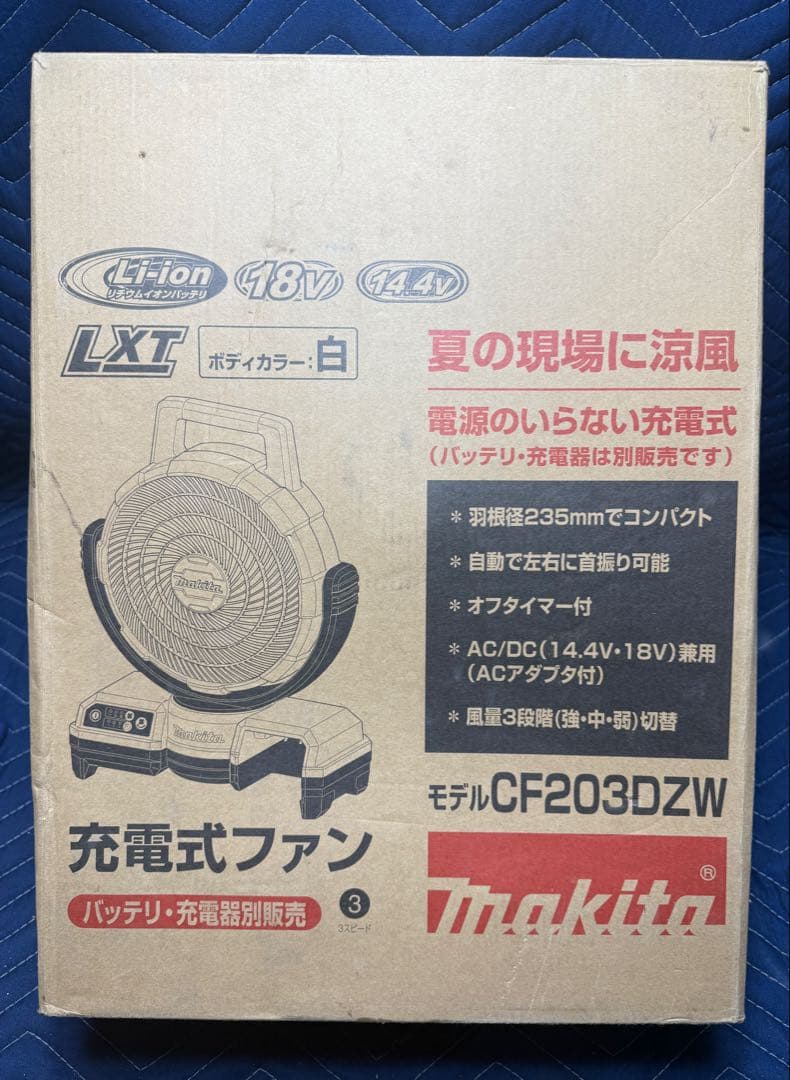 Li-ion
リチウムイオンバッテリ
18V
14.4V
LXT
ボディカラー:白
夏の現場に涼風
電源のいらない充電式
(バッテリ・充電器は別販売です)
* 羽根径235mmでコンパクト
* 自動で左右に首振り可能
* オフタイマー付
* AC/DC(14.4V・18V)兼用
(ACアダプタ付)
* 風量3段階(強・中・弱)切替
makita
makita
モデルCF203DZW
充電式ファン
バッテリ・充電器別販売
3
3スピード
makita®